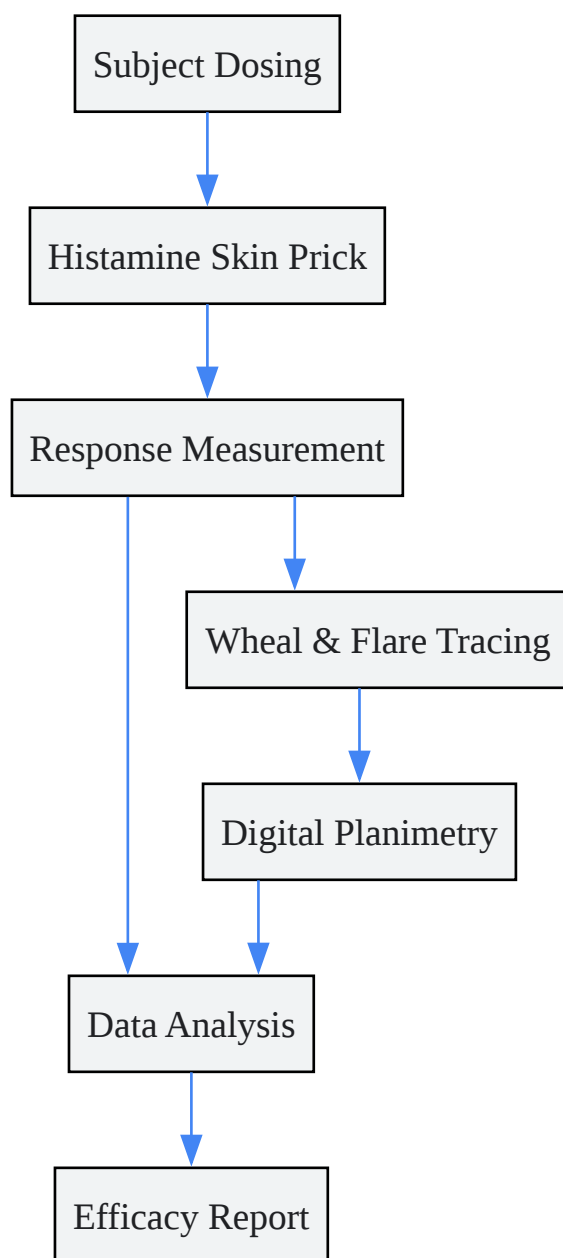 Subject Dosing
Histamine Skin Prick
Response Measurement
Wheal & Flare Tracing
Digital Planimetry
Data Analysis
Efficacy Report